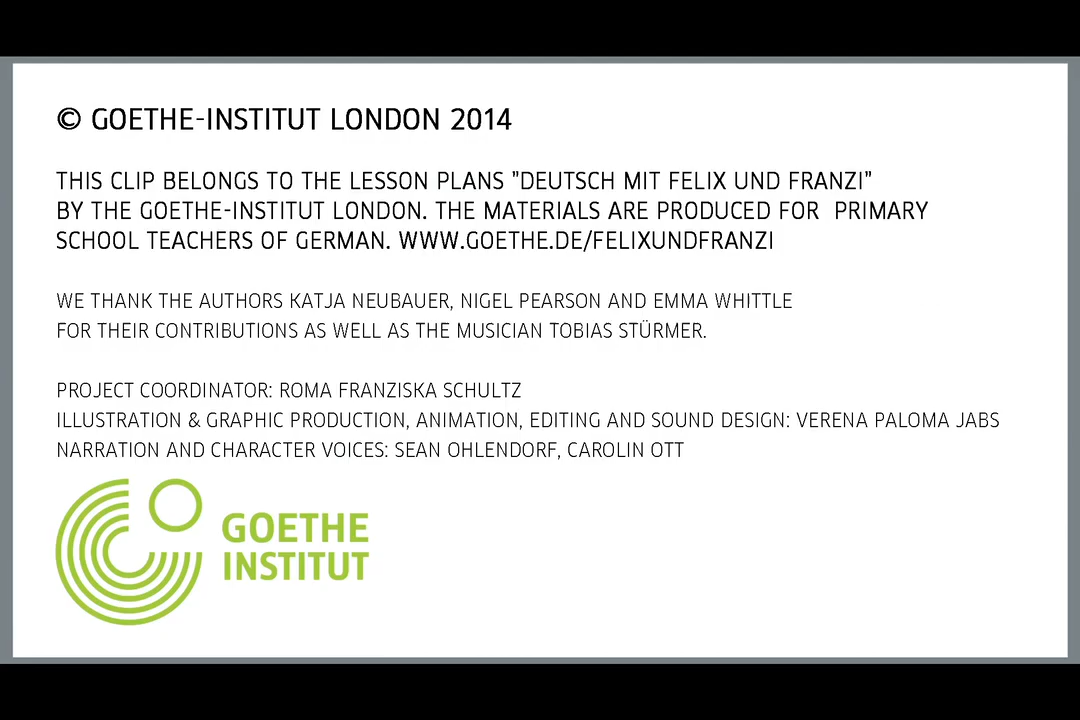 © GOETHE-INSTITUT LONDON 2014
THIS CLIP BELONGS TO THE LESSON PLANS "DEUTSCH MIT FELIX UND FRANZI"
BY THE GOETHE-INSTITUT LONDON. THE MATERIALS ARE PRODUCED FOR  PRIMARY
SCHOOL TEACHERS OF GERMAN. WWW.GOETHE.DE/FELIXUNDFRANZI
WE THANK THE AUTHORS KATJA NEUBAUER, NIGEL PEARSON AND EMMA WHITTLE
FOR THEIR CONTRIBUTIONS AS WELL AS THE MUSICIAN TOBIAS STÜRMER.
PROJECT COORDINATOR: ROMA FRANZISKA SCHULTZ
ILLUSTRATION & GRAPHIC PRODUCTION, ANIMATION, EDITING AND SOUND DESIGN: VERENA PALOMA JABS
NARRATION AND CHARACTER VOICES: SEAN OHLENDORF, CAROLIN OTT
GOETHE
INSTITUT